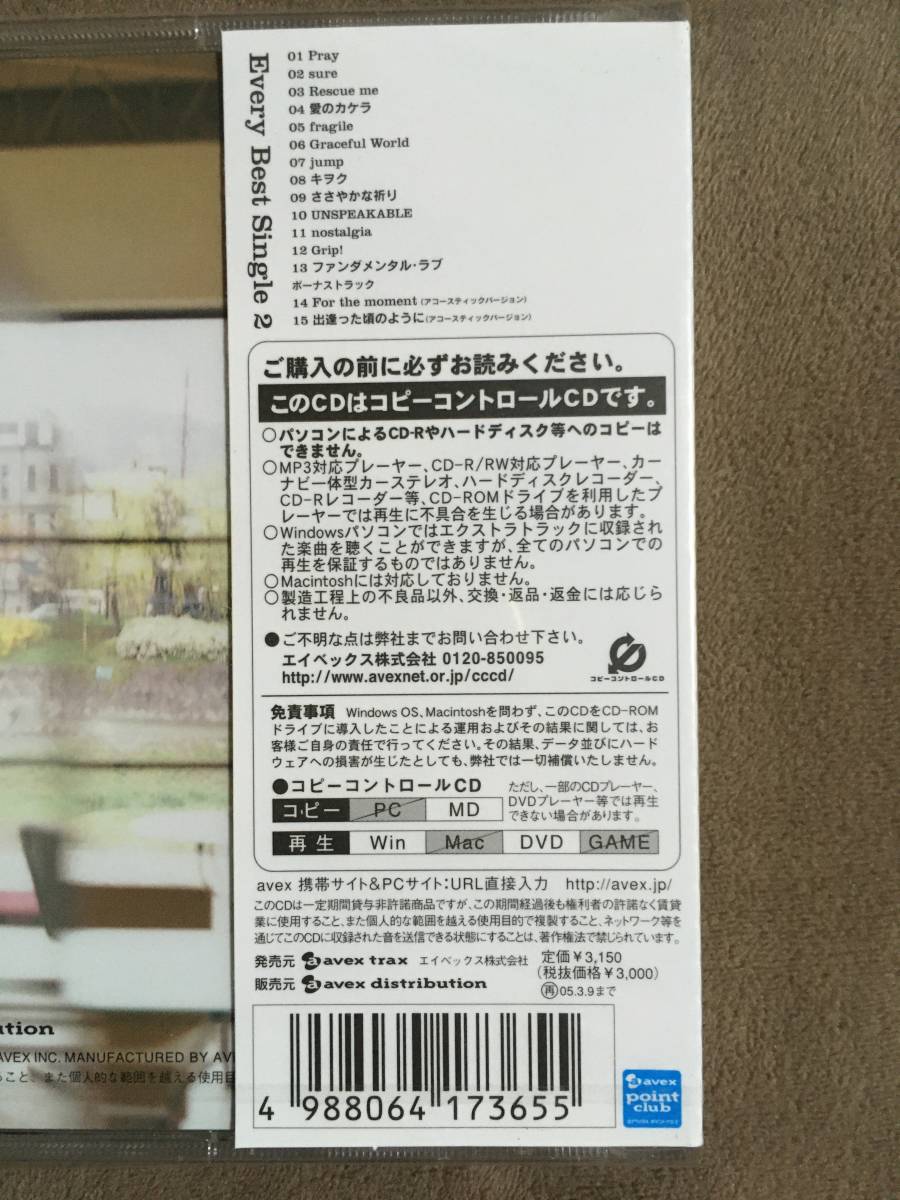 Every Best Single 2
01 Pray
02 sure
03 Rescue me
04 愛のカケラ
05 fragile
06 Graceful World
07 jump
08 キヲク
09 ささやかな祈り
10 UNSPEAKABLE
11 nostalgia
12 Grip!
13 ファンダメンタル・ラブ
ボーナストラック
14 For the moment (アコースティックバージョン)
15 出逢った頃のように(アコースティックバージョン)
ご購入の前に必ずお読みください。
このCDはコピーコントロールCDです。
○パソコンによるCD-Rやハードディスク等へのコピーは
できません。
○MP3対応プレーヤー、CD-R/RW対応プレーヤー、カー
ナビ一体型カーステレオ、ハードディスクレコーダー、
CD-Rレコーダー等、CD-ROMドライブを利用したプ
レーヤーでは再生に不具合を生じる場合があります。
○Windowsパソコンではエクストラトラックに収録され
た楽曲を聴くことができますが、全てのパソコンでの
再生を保証するものではありません。
○Macintoshには対応しておりません。
○製造工程上の不良品以外、交換・返品・返金には応じら
れません。
●ご不明な点は弊社までお問い合わせ下さい。
エイベックス株式会社 0120-850095
http://www.avexnet.or.jp/cccd/
コピーコントロールCD
免責事項 Windows OS、Macintoshを問わず、このCDをCD-ROM
ドライブに導入したことによる運用およびその結果に関しては、お
客様ご自身の責任で行ってください。その結果、データ並びにハード
ウェアへの損害が生じたとしても、弊社では一切補償いたしません。
●コピーコントロールCD
ただし、一部のCDプレーヤー、
DVDプレーヤー等では再生
できない場合があります。
コピー PC MD
再生 Win Mac DVD GAME
avex 携帯サイト&PCサイト:URL直接入力 http://avex.jp/
このCDは一定期間貸与非許諾商品ですが、この期間経過後も権利者の許諾なく賃貸
業に使用すること、また個人的な範囲を越える使用目的で複製すること、ネットワーク等を
通じてこのCDに収録された音を送信できる状態にすることは、著作権法で禁じられています。
発売元 avex trax エイベックス株式会社
販売元 avex distribution
定価¥3,150
(税抜価格¥3,000)
再05.3.9まで
4 988064 173655
avex
point
club
ution
AVEX INC. MANUFACTURED BY AV
こと、また個人的な範囲を越える使用目